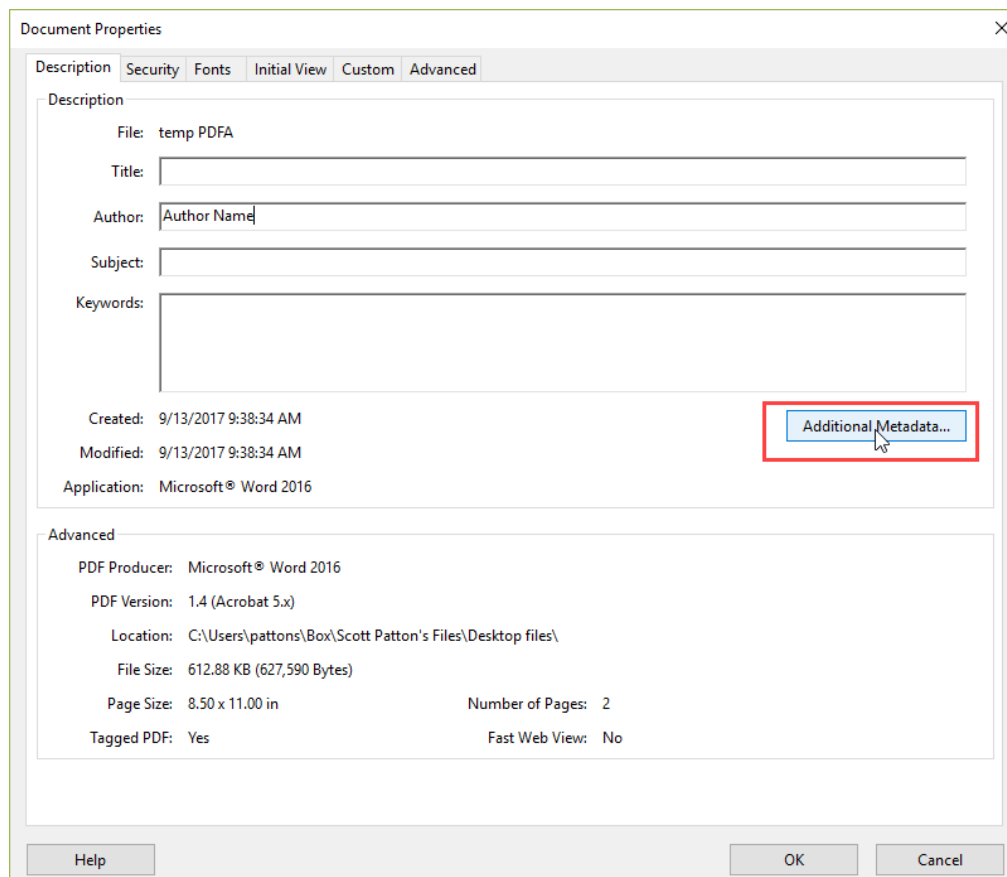 Document Properties
Description Security Fonts Initial View Custom Advanced
Description
File: temp PDFA
Title:
Author: Author Name
Subject:
Keywords:
Created: 9/13/2017 9:38:34 AM
Additional Metadata...
Modified: 9/13/2017 9:38:34 AM
Application: Microsoft® Word 2016
Advanced
PDF Producer: Microsoft® Word 2016
PDF Version: 1.4 (Acrobat 5.x)
Location: C:\Users\pattons\Box\Scott Patton's Files\Desktop files\
File Size: 612.88 KB (627,590 Bytes)
Page Size: 8.50 x 11.00 in Number of Pages: 2
Tagged PDF: Yes Fast Web View: No
Help OK Cancel